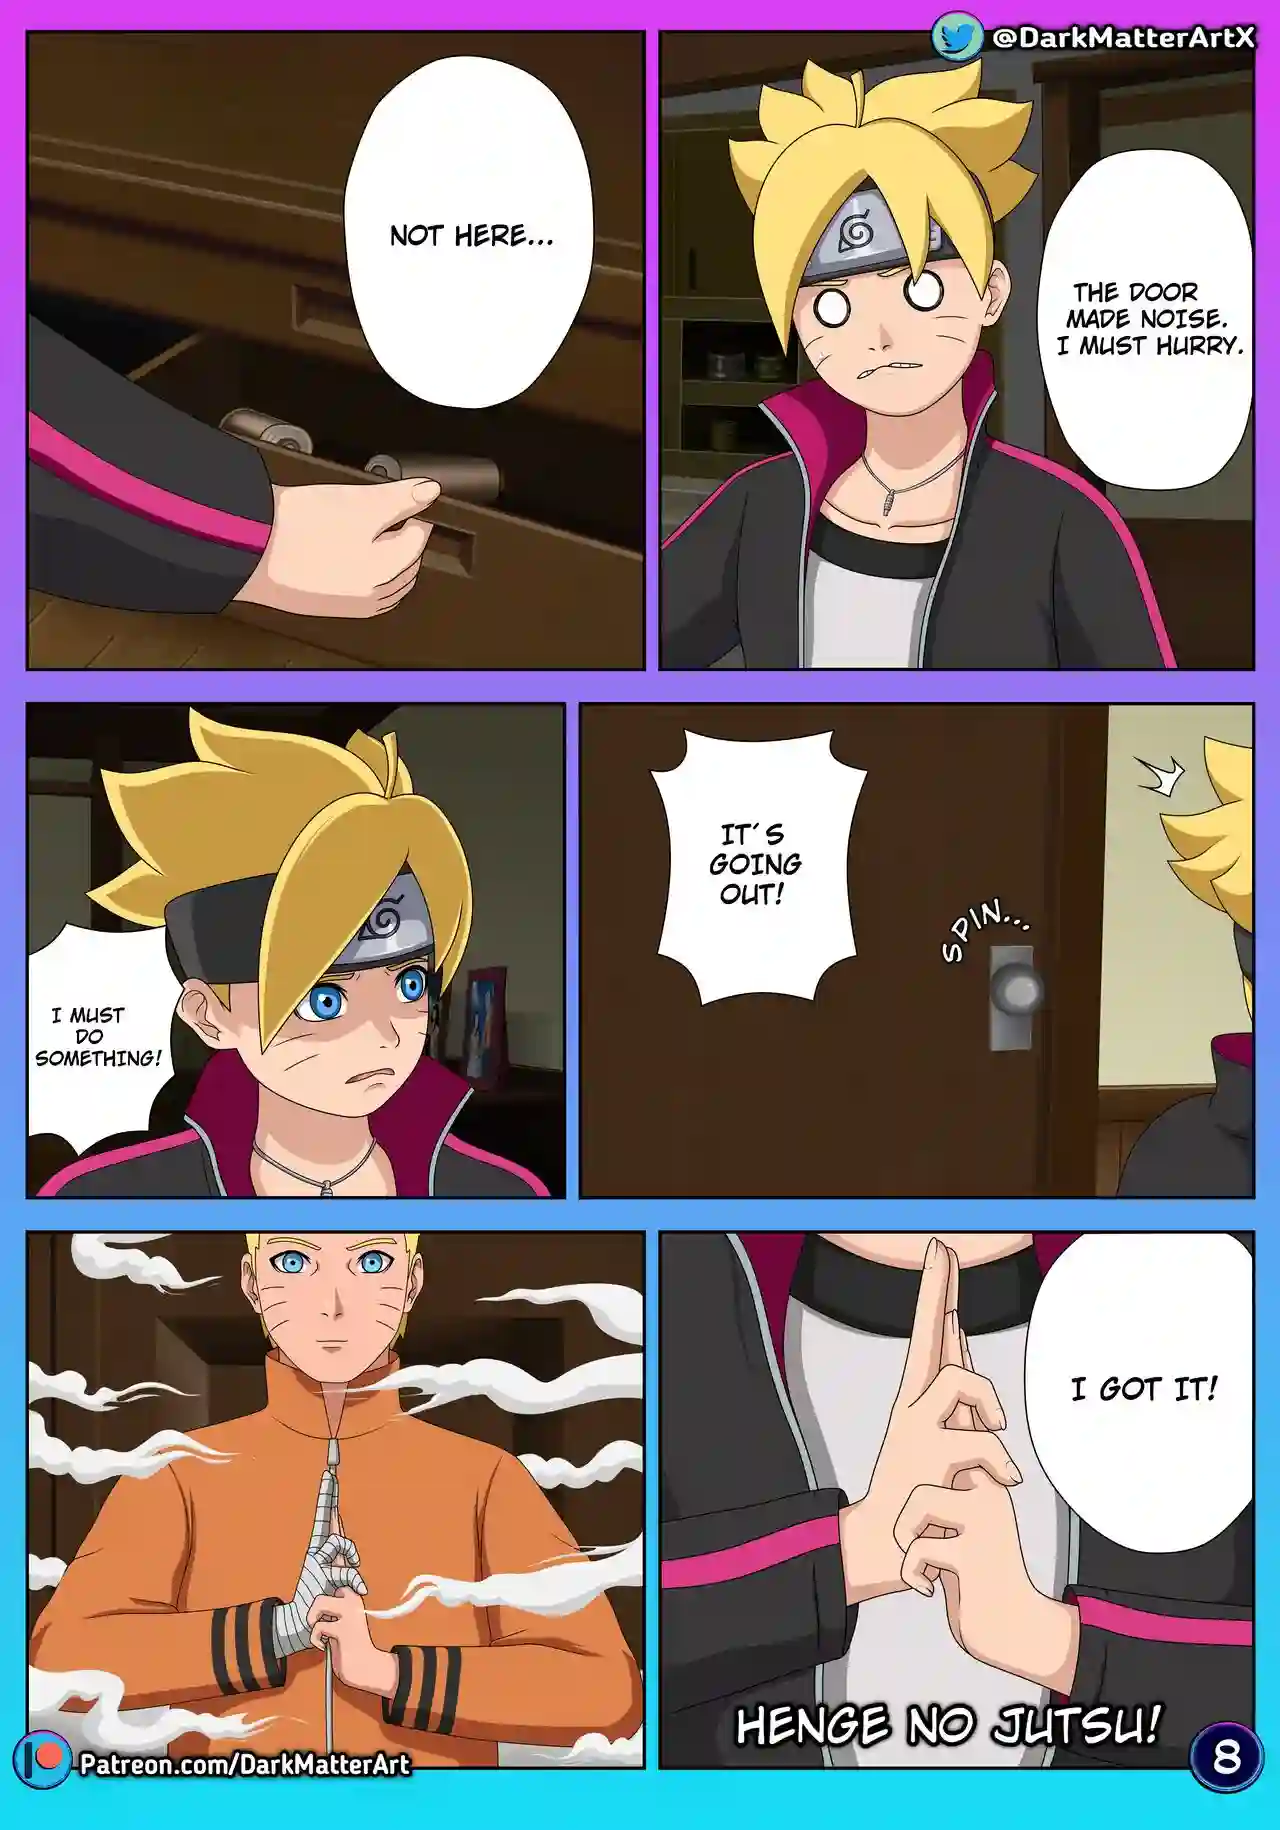 @DarkMatterArtX
NOT HERE...
THE DOOR
MADE NOISE.
I MUST HURRY.
I MUST
DO
SOMETHING!
IT´S
GOING
OUT!
SPIN...
I GOT IT!
HENGE NO JUTSU!
Patreon.com/DarkMatterArt
8